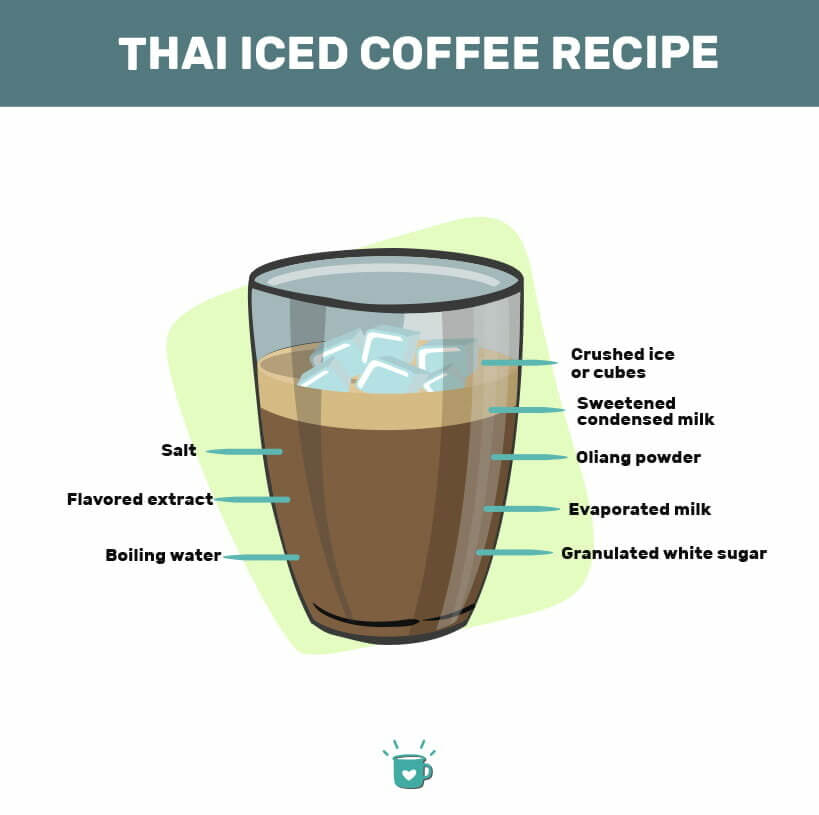 THAI ICED COFFEE RECIPE
Crushed ice
or cubes
Sweetened
condensed milk
Salt
Oliang powder
Flavored extract
Evaporated milk
Boiling water
Granulated white sugar